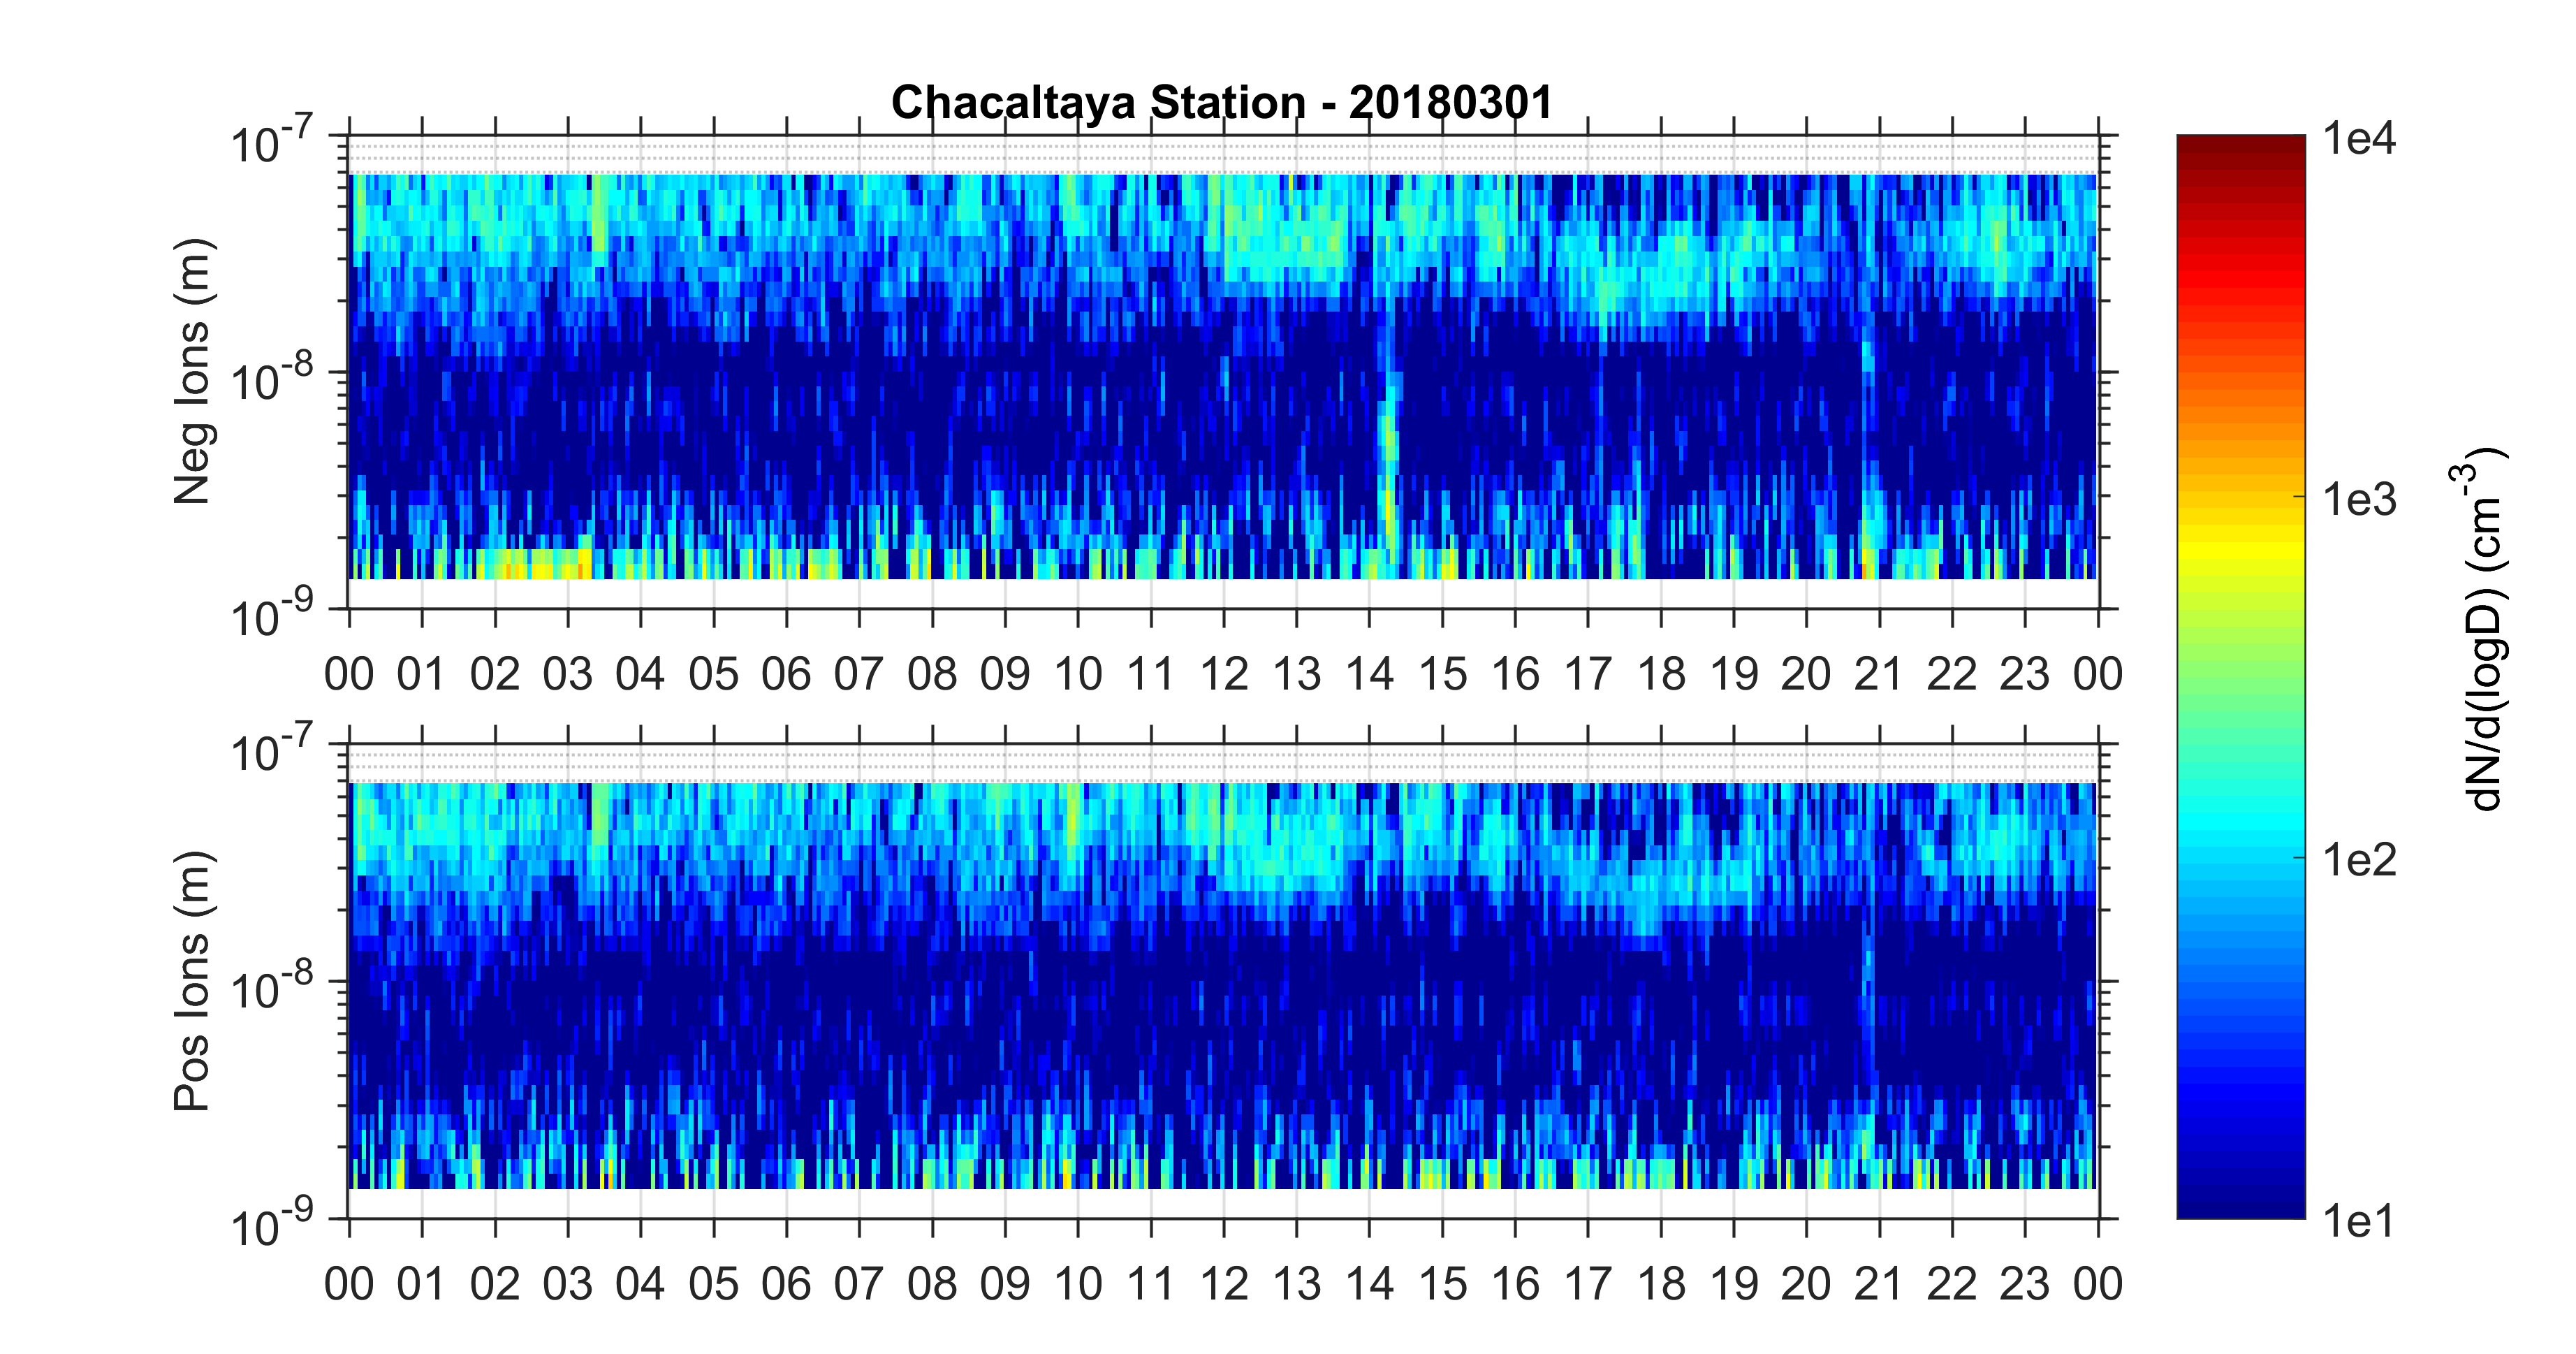 Chacaltaya Station - 20180301
10-7
10-8
10-9
Neg Ions (m)
00 01 02 03 04 05 06 07 08 09 10 11 12 13 14 15 16 17 18 19 20 21 22 23 00
10-7
10-8
10-9
Pos Ions (m)
00 01 02 03 04 05 06 07 08 09 10 11 12 13 14 15 16 17 18 19 20 21 22 23 00
1e4
1e3
1e2
1e1
dN/d(logD) (cm-3)